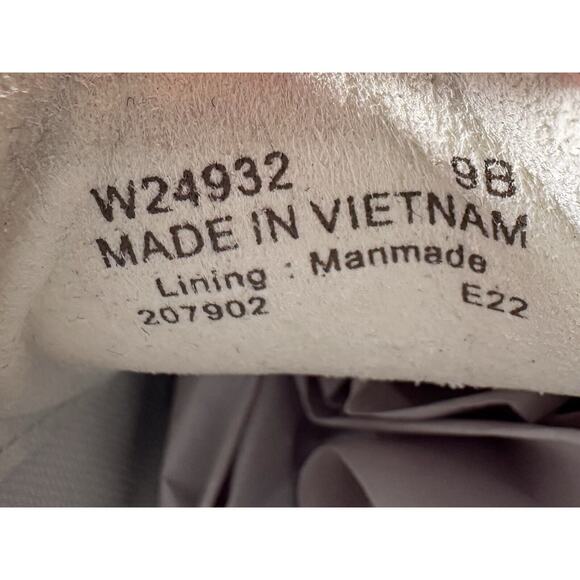 W24932 9B
MADE IN VIETNAM
Lining : Manmade
207902 E22